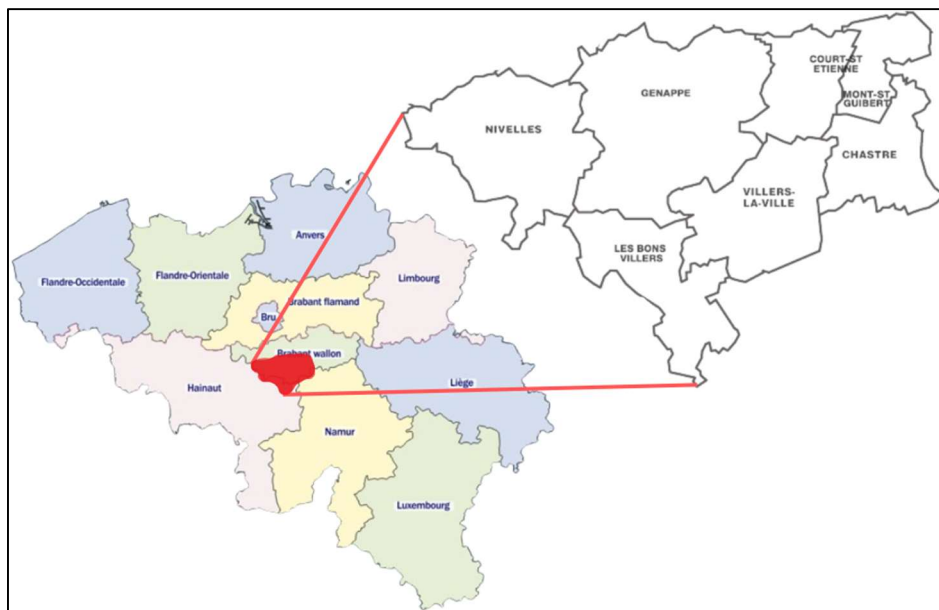 COURT-ST
ETIENNE
GENAPPE
MONT-ST
GUIBERT
NIVELLES
CHASTRE
VILLERS-
LA-VILLE
LES BONS
VILLERS
Anvers
Flandre-Occidentale
Flandre-Orientale
Limbourg
Brabant flamand
Bru
Brabant wallon
Hainaut
Liège
Namur
Luxembourg